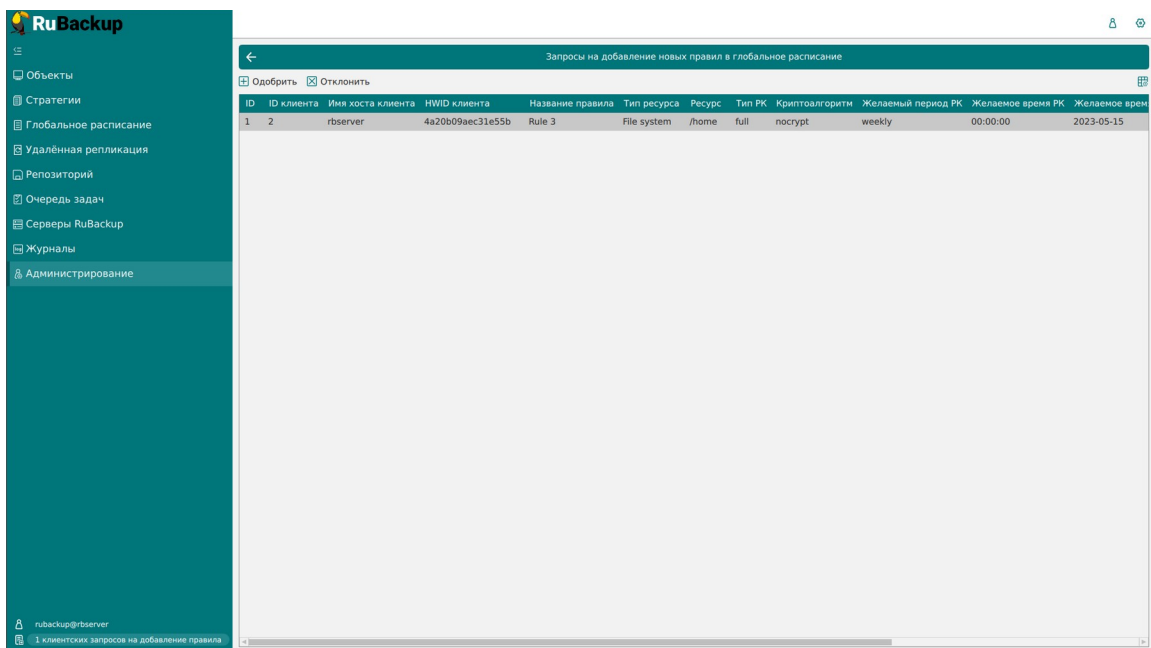 RuBackup
Объекты
Стратегии
Глобальное расписание
Удалённая репликация
Репозиторий
Очередь задач
Серверы RuBackup
Журналы
Администрирование
rubackup@rbserver
1 клиентских запросов на добавление правила
Запросы на добавление новых правил в глобальное расписание
Одобрить Отклонить
ID ID клиента Имя хоста клиента HWID клиента Название правила Тип ресурса Ресурс Тип РК Криптоалгоритм Желаемый период РК Желаемое время РК Желаемое врем
1 2 rbserver 4a20b09aec31e55b Rule 3 File system /home full nocrypt weekly 00:00:00 2023-05-15